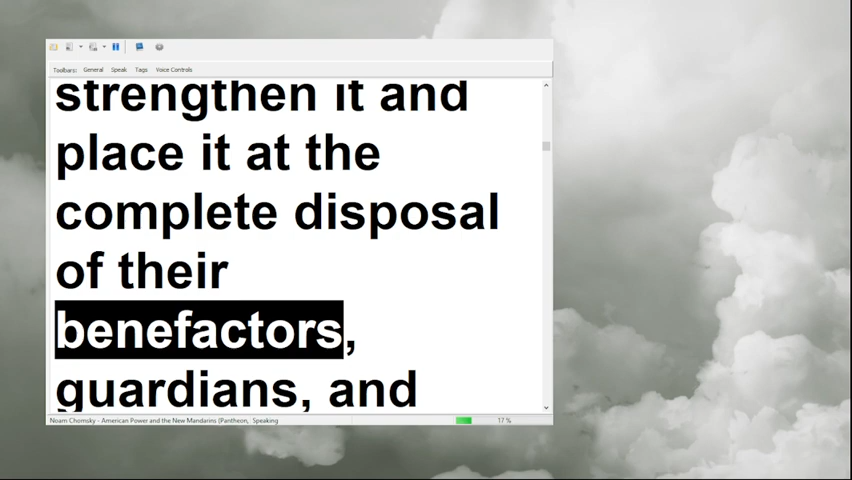 Toolbars: General Speak Tags Voice Controls
strengthen it and
place it at the
complete disposal
of their
benefactors,
guardians, and
Noam Chomsky - American Power and the New Mandarins (Pantheon, Speaking 17 %